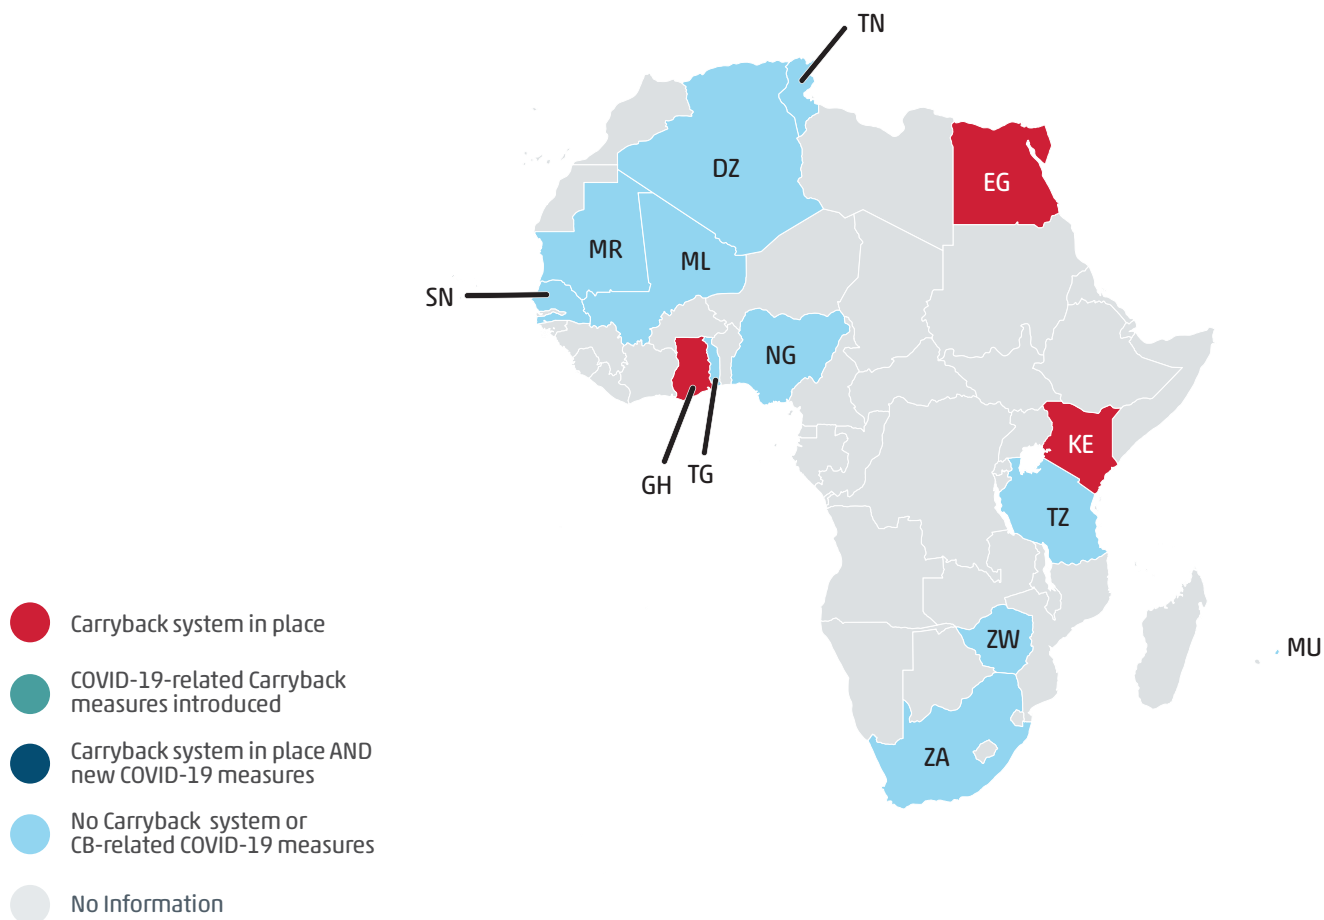 TN
DZ
EG
MR
ML
SN
NG
KE
GH
TG
TZ
ZW
MU
ZA
Carryback system in place
COVID-19-related Carryback
measures introduced
Carryback system in place AND
new COVID-19 measures
No Carryback system or
CB-related COVID-19 measures
No Information